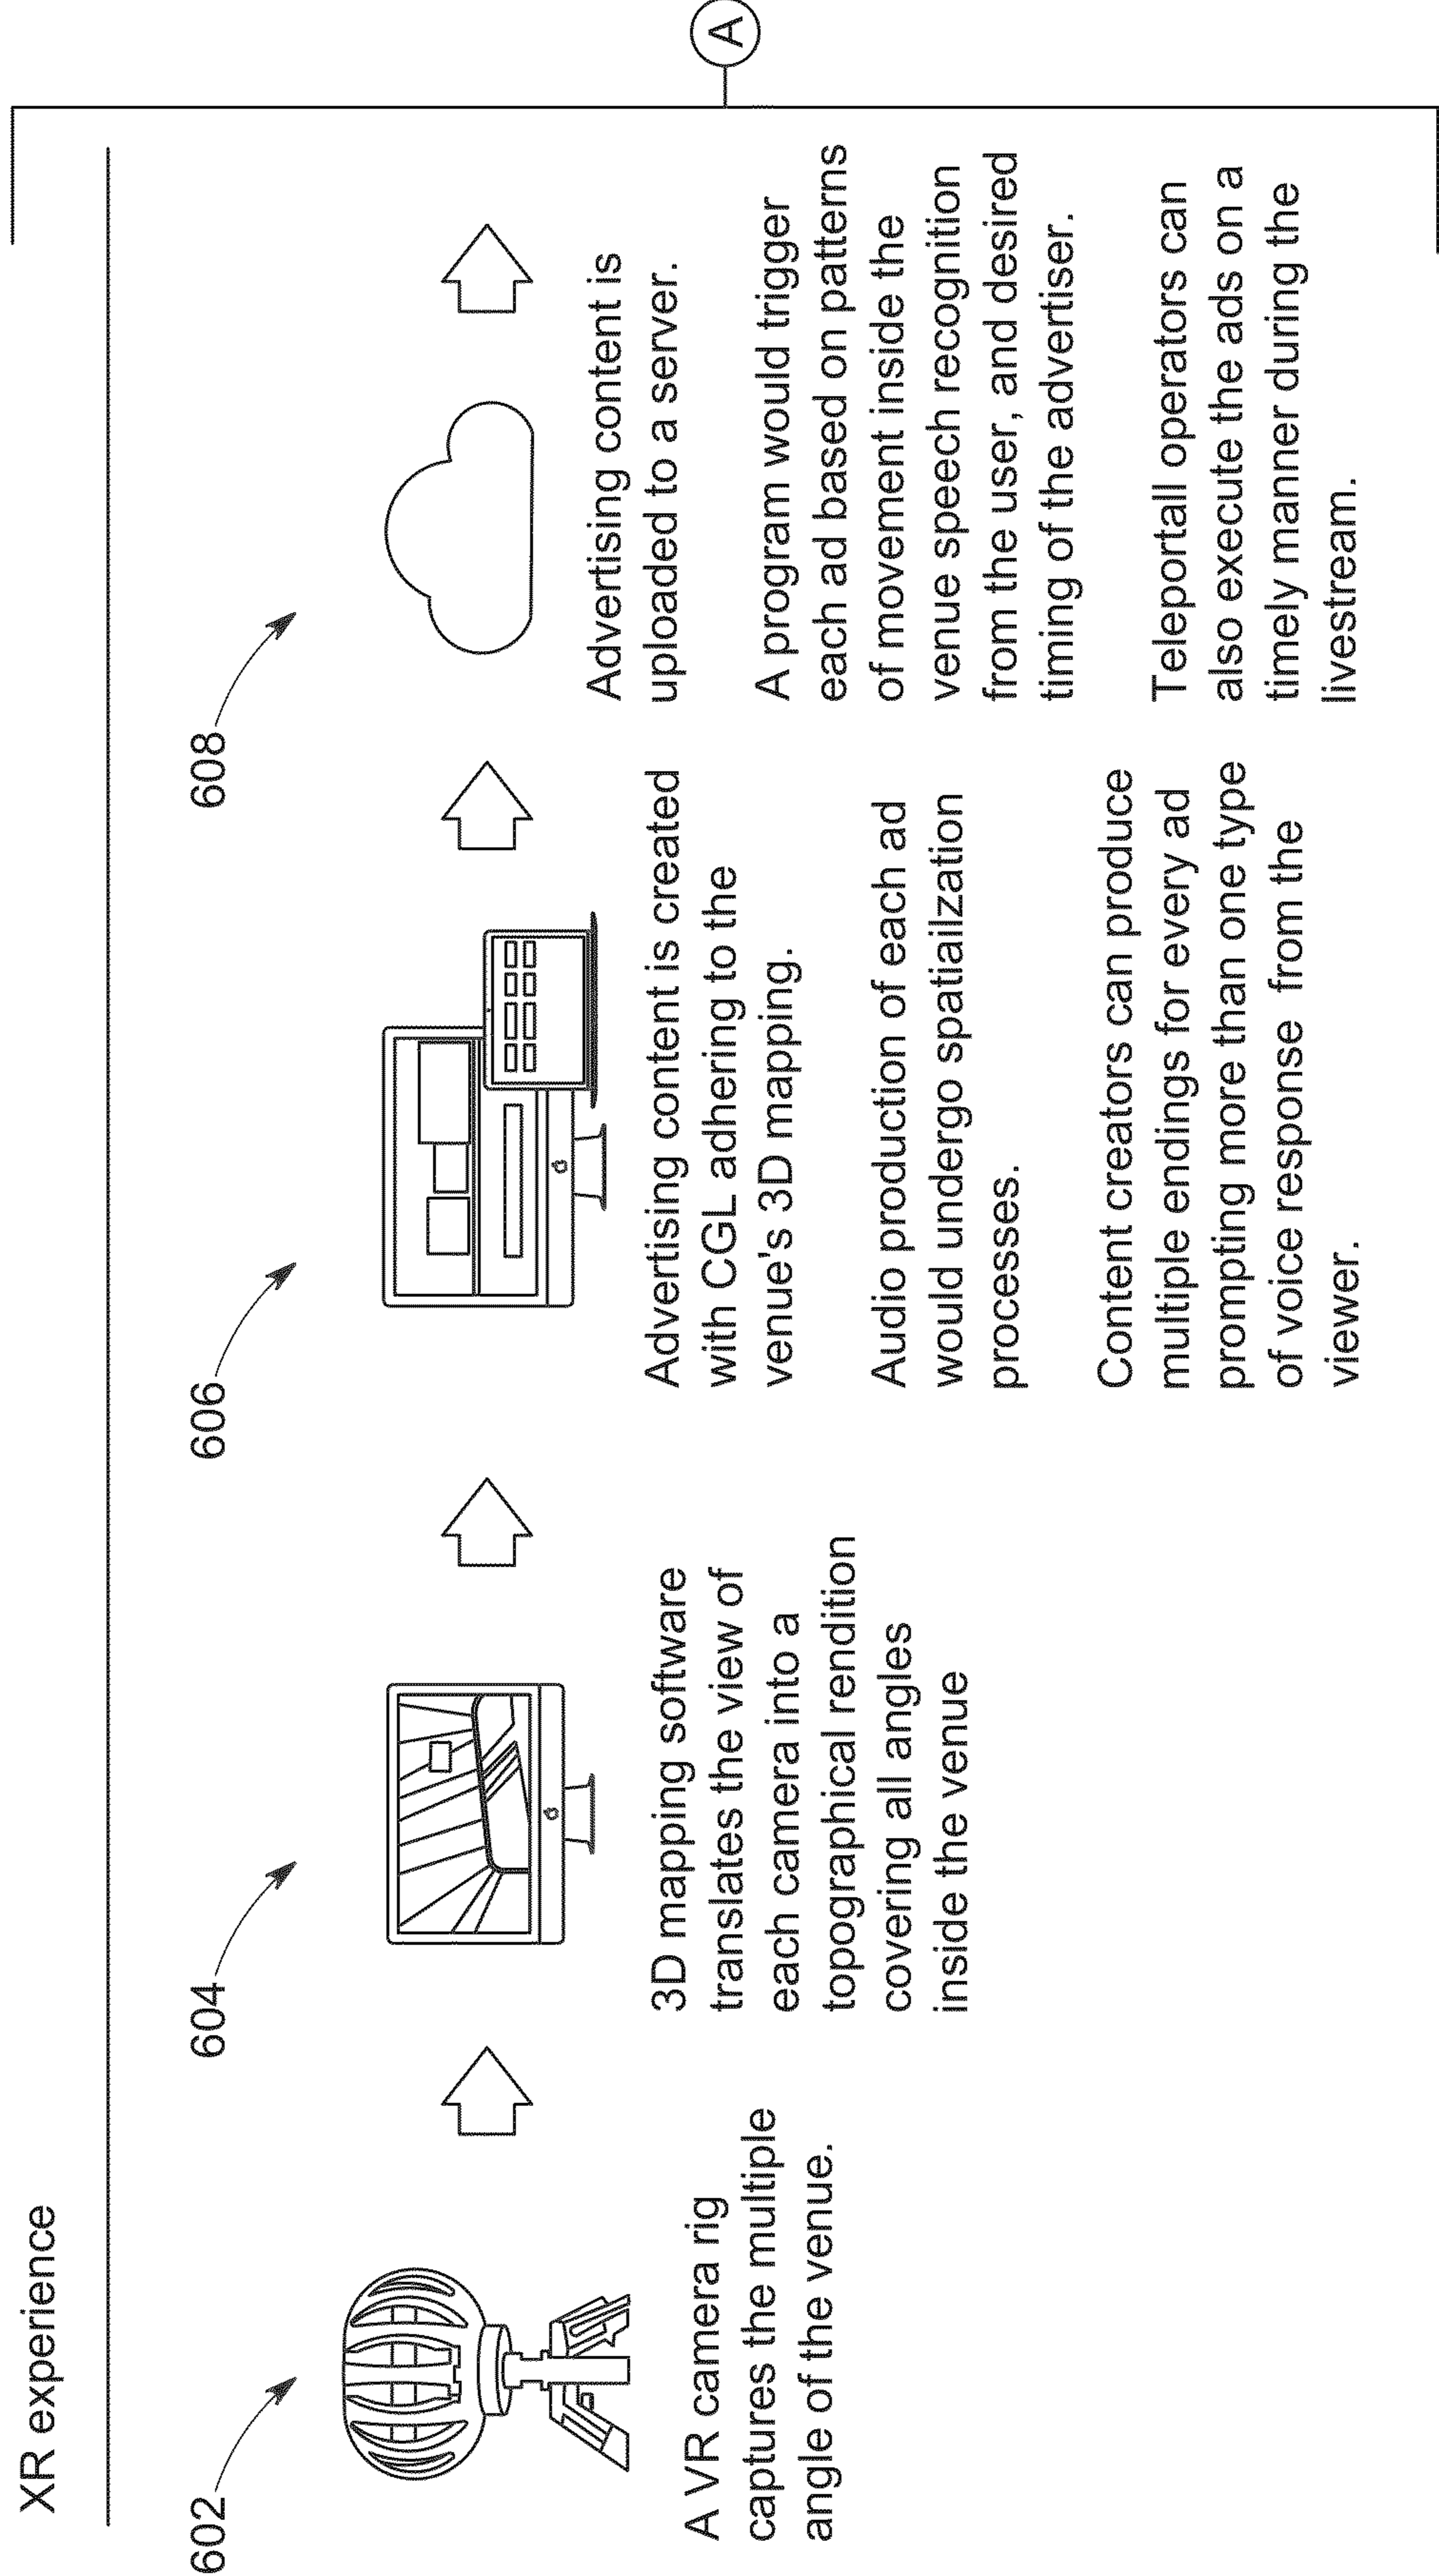 XR experience
602
A VR camera rig
captures the multiple
angle of the venue.
604
3D mapping software
translates the view of
each camera into a
topographical rendition
covering all angles
inside the venue
606
Advertising content is created
with CGL adhering to the
venue's 3D mapping.
Audio production of each ad
would undergo spatiailzation
processes.
Content creators can produce
multiple endings for every ad
prompting more than one type
of voice response from the
viewer.
608
Advertising content is
uploaded to a server.
A program would trigger
each ad based on patterns
of movement inside the
venue speech recognition
from the user, and desired
timing of the advertiser.
Teleportall operators can
also execute the ads on a
timely manner during the
livestream.
A